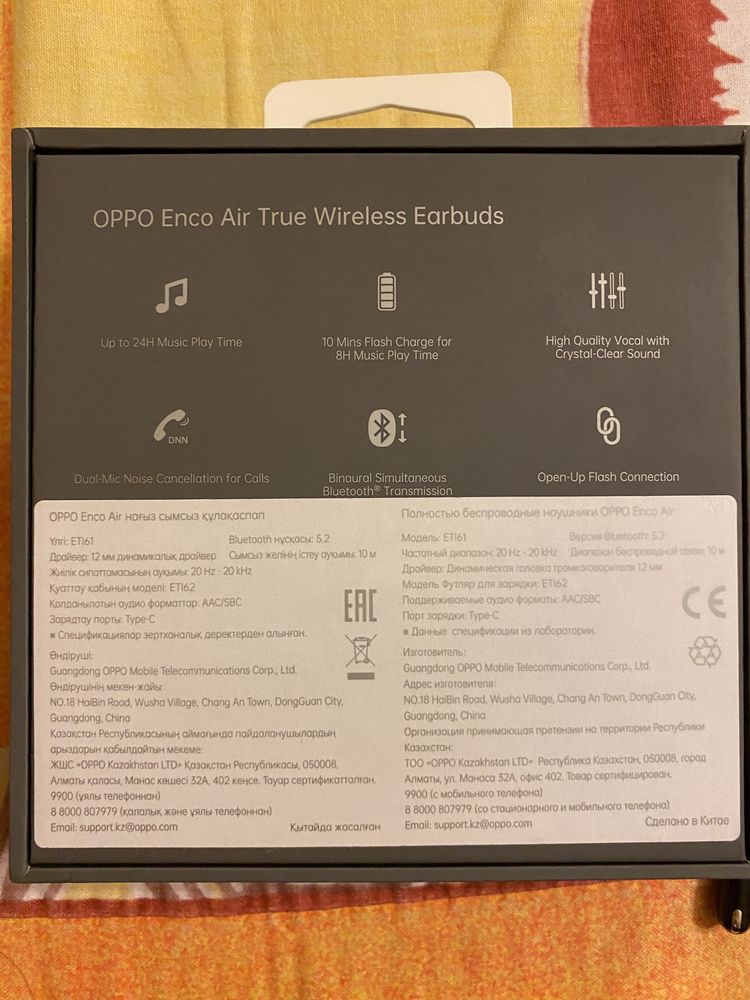 OPPO Enco Air True Wireless Earbuds
Up to 24H Music Play Time
10 Mins Flash Charge for
8H Music Play Time
High Quality Vocal with
Crystal-Clear Sound
DNN
Dual-Mic Noise Cancellation for Calls
Binaural Simultaneous
Bluetooth® Transmission
Open-Up Flash Connection
OPPO Enco Air нағыз сымсыз құлақаспап
Үлгі: ETI61 Bluetooth нұсқасы: 5.2
Драйвер: 12 мм динамикалық драйвер Сымсыз желінің істеу ауқымы: 10 м
Жиілік сипаттамасының ауқымы: 20 Hz - 20 kHz
Қуаттау қабының моделі: ETI62
Қолданылатын аудио форматтар: AAC/SBC
Зарядтау порты: Type-C
▪ Спецификациялар зертханалық деректерден алынған.
EAC
Өндіруші:
Guangdong OPPO Mobile Telecommunications Corp., Ltd.
Өндірушінің мекен-жайы:
NO.18 HaiBin Road, Wusha Village, Chang An Town, DongGuan City,
Guangdong, China
Қазақстан Республикасының аймағында пайдаланушылардың
арыздарын қабылдайтын мекеме:
ЖШС «OPPO Kazakhstan LTD» Қазақстан Республикасы, 050008,
Алматы қаласы, Манас көшесі 32А, 402 кеңсе. Тауар сертификатталған.
9900 (ұялы телефоннан)
8 8000 807979 (қалалық және ұялы телефоннан)
Email: support.kz@oppo.com Қытайда жасалған
Полностью беспроводные наушники OPPO Enco Air
Модель: ETI61 Версия Bluetooth: 5.2
Частотный диапазон: 20 Hz - 20 kHz Диапазон беспроводной связи: 10 м
Драйвер: Динамическая головка громкоговорителя 12 мм
Модель Футляр для зарядки: ETI62
Поддерживаемые аудио форматы: AAC/SBC
Порт зарядки: Type-C
▪ Данные спецификации из лаборатории.
CE
Изготовитель:
Guangdong OPPO Mobile Telecommunications Corp., Ltd.
Адрес изготовителя:
NO.18 HaiBin Road, Wusha Village, Chang An Town, DongGuan City,
Guangdong, China
Организация принимающая претензии на территории Республики
Казахстан:
ТОО «OPPO Kazakhstan LTD» Республика Казахстан, 050008, город
Алматы, ул. Манаса 32А, офис 402. Товар сертифицирован.
9900 (с мобильного телефона)
8 8000 807979 (со стационарного и мобильного телефона)
Email: support.kz@oppo.com Сделано в Китае